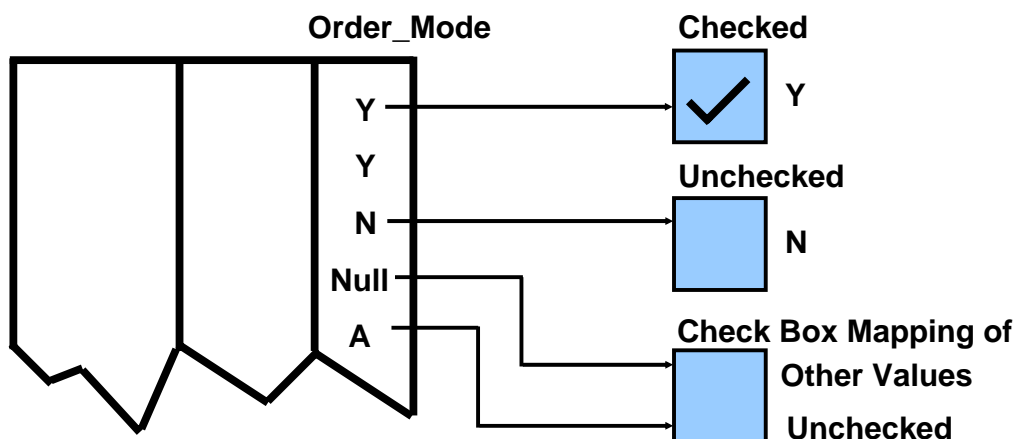 Order_Mode
Checked
Y
Y
Y
Unchecked
N
N
Null
Check Box Mapping of
Other Values
A
Unchecked